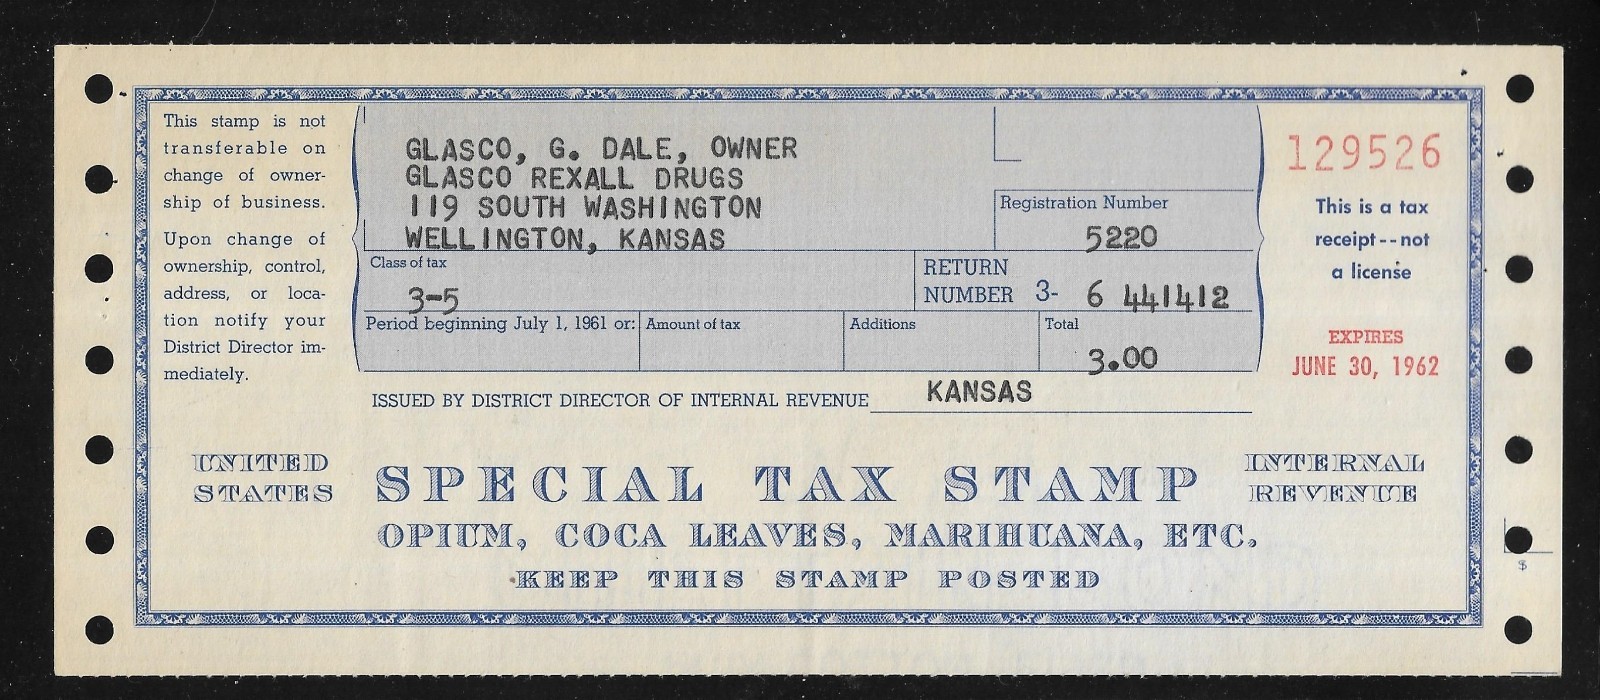 This stamp is not
transferable on
change of owner-
ship of business.
Upon change of
ownership, control,
address, or loca-
tion notify your
District Director im-
mediately.
GLASCO, G. DALE, OWNER
GLASCO REXALL DRUGS
119 SOUTH WASHINGTON
WELLINGTON, KANSAS
Registration Number
5220
Class of tax
3-5
RETURN
NUMBER 3- 6 441412
Period beginning July 1, 1961 or:
Amount of tax
Additions
Total
3.00
ISSUED BY DISTRICT DIRECTOR OF INTERNAL REVENUE KANSAS
129526
This is a tax
receipt--not
a license
EXPIRES
JUNE 30, 1962
UNITED
STATES
SPECIAL TAX STAMP
INTERNAL
REVENUE
OPIUM, COCA LEAVES, MARIHUANA, ETC.
KEEP THIS STAMP POSTED
$